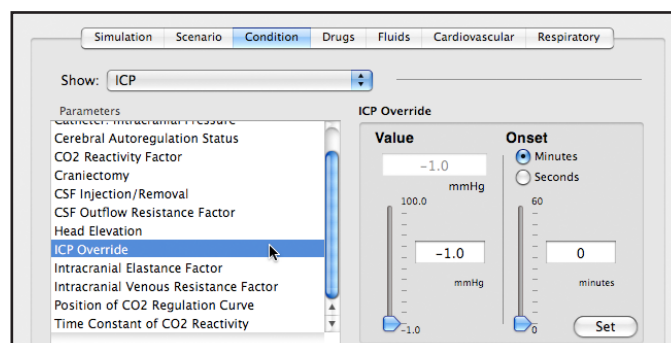 Simulation Scenario Condition Drugs Fluids Cardiovascular Respiratory
Show: ICP
Parameters
Catheter: Intracranial Pressure
Cerebral Autoregulation Status
CO2 Reactivity Factor
Craniectomy
CSF Injection/Removal
CSF Outflow Resistance Factor
Head Elevation
ICP Override
Intracranial Elastance Factor
Intracranial Venous Resistance Factor
Position of CO2 Regulation Curve
Time Constant of CO2 Reactivity
ICP Override
Value
-1.0
mmHg
100.0
-1.0
mmHg
-1.0
Onset
Minutes
Seconds
60
0
minutes
0
Set